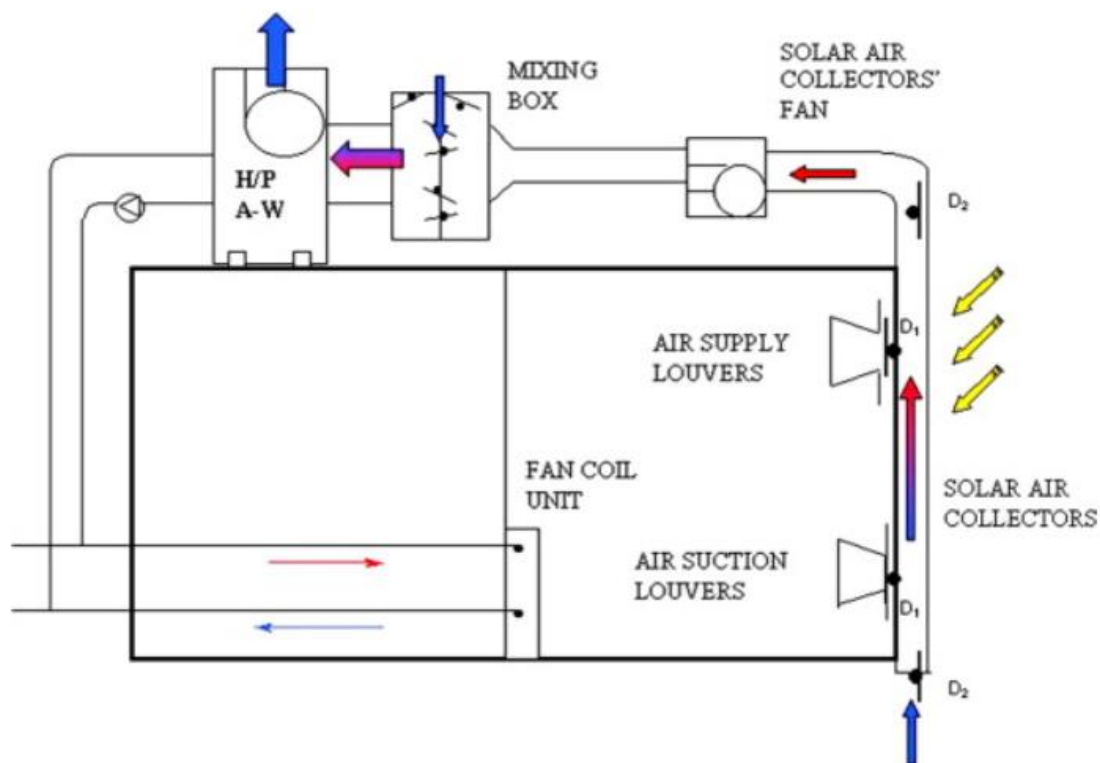 SOLAR AIR
COLLECTORS'
FAN
MIXING
BOX
H/P
A-W
D₂
D₁
AIR SUPPLY
LOUVERS
FAN COIL
UNIT
SOLAR AIR
COLLECTORS
AIR SUCTION
LOUVERS
D₁
D₂